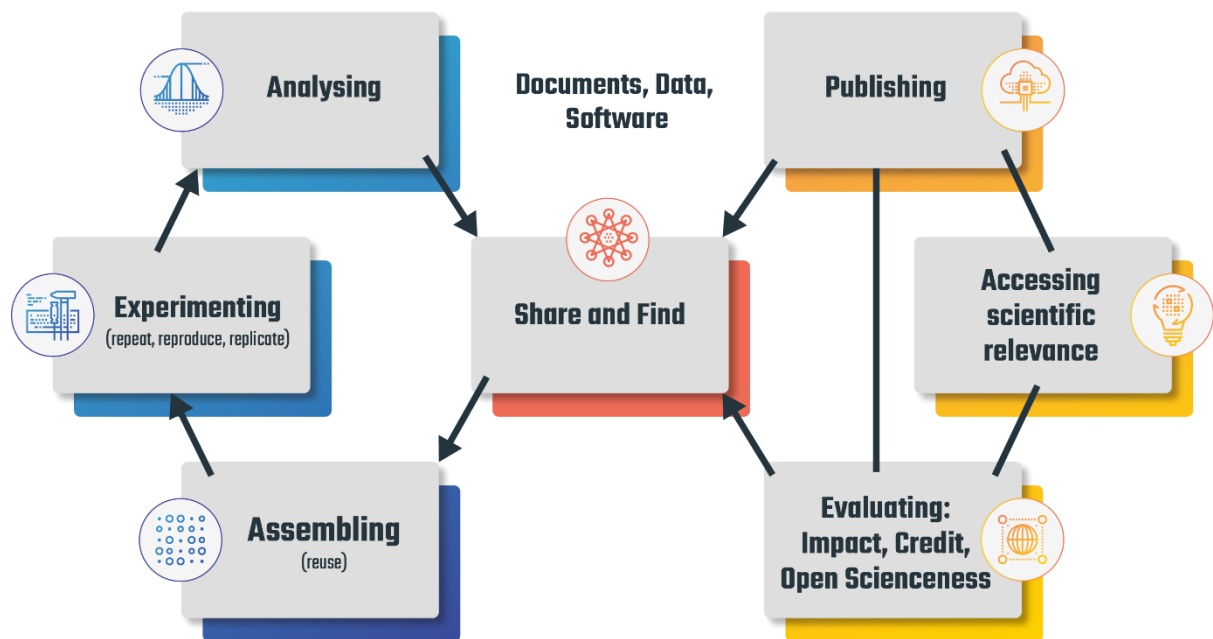 Analysing
Documents, Data,
Software
Publishing
Experimenting
(repeat, reproduce, replicate)
Share and Find
Accessing
scientific
relevance
Assembling
(reuse)
Evaluating:
Impact, Credit,
Open Scienceness